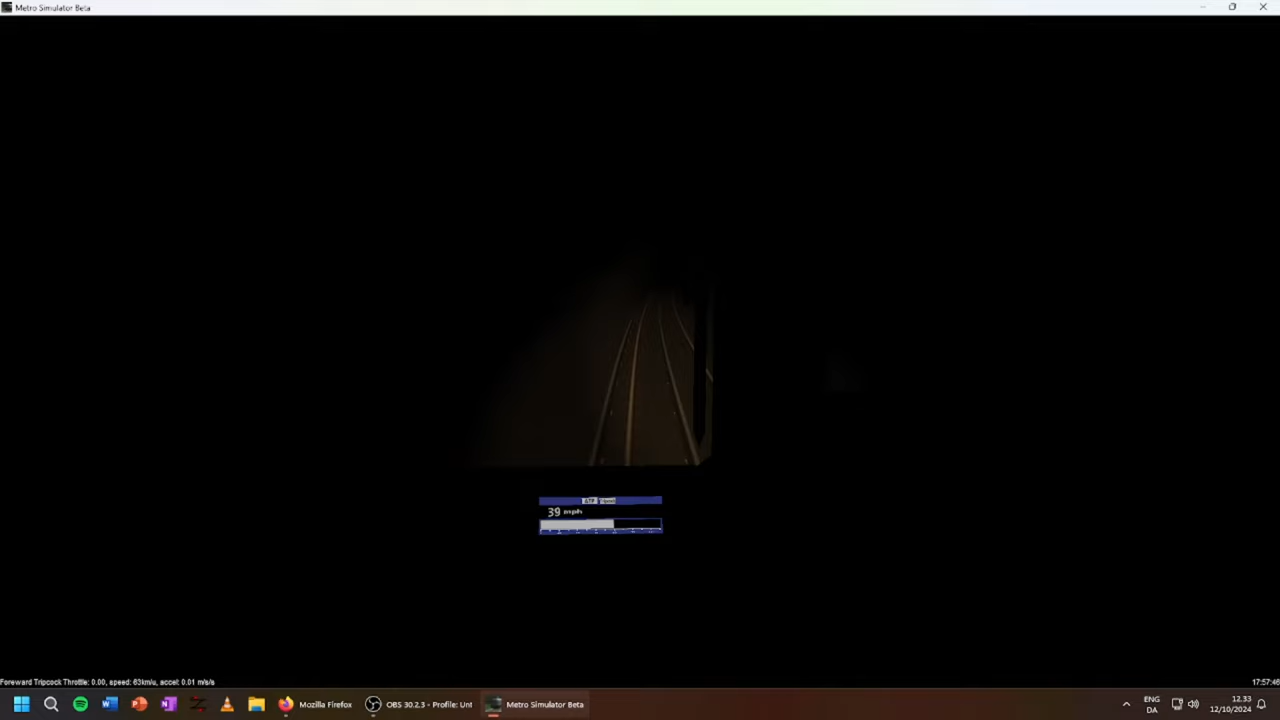 Metro Simulator Beta
39 mph
Foreward Tripcock Throttle: 0.00, speed: 63km/u, accel: 0.01 m/s/s
17:57:46
Mozilla Firefox
OBS 30.2.3 - Profile: Unt
Metro Simulator Beta
ENG
DA
12.33
12/10/2024